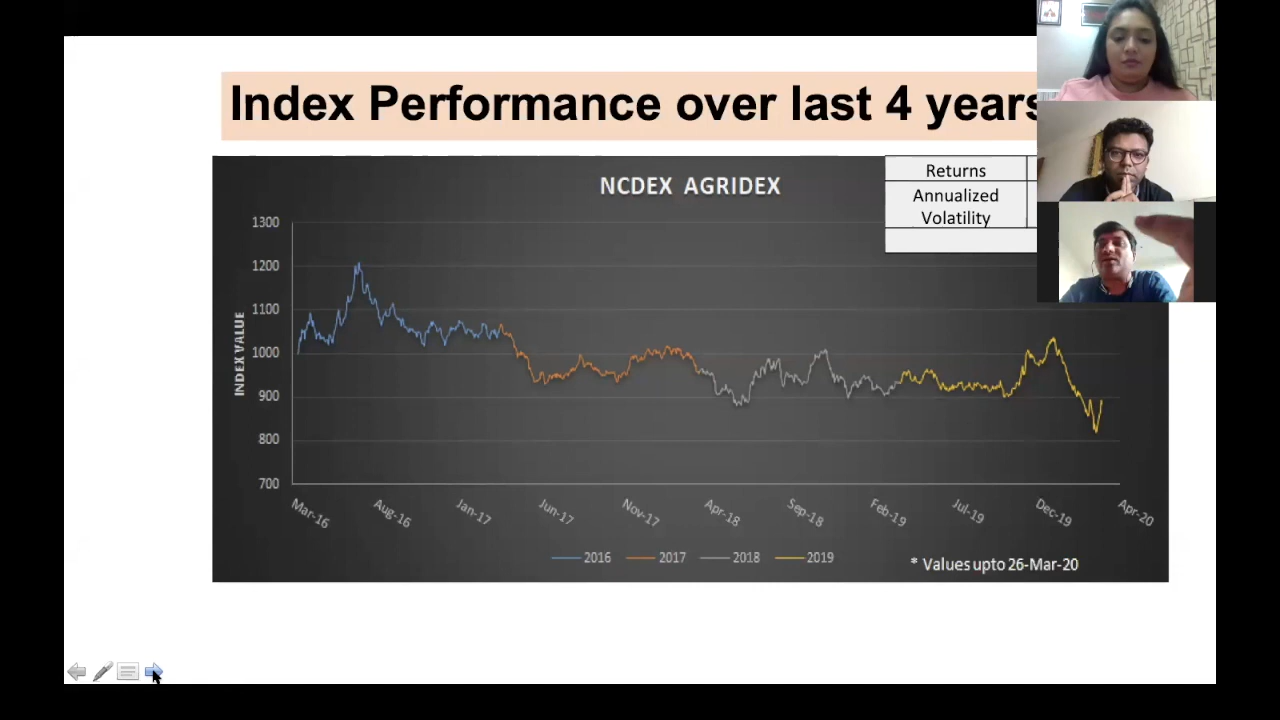 Index Performance over last 4 years
NCDEX AGRIDEX
Returns
Annualized
Volatility
1300
1200
1100
1000
900
800
700
INDEX VALUE
Mar-16
Aug-16
Jan-17
Jun-17
Nov-17
Apr-18
Sep-18
Feb-19
Jul-19
Dec-19
Apr-20
2016 2017 2018 2019
* Values upto 26-Mar-20